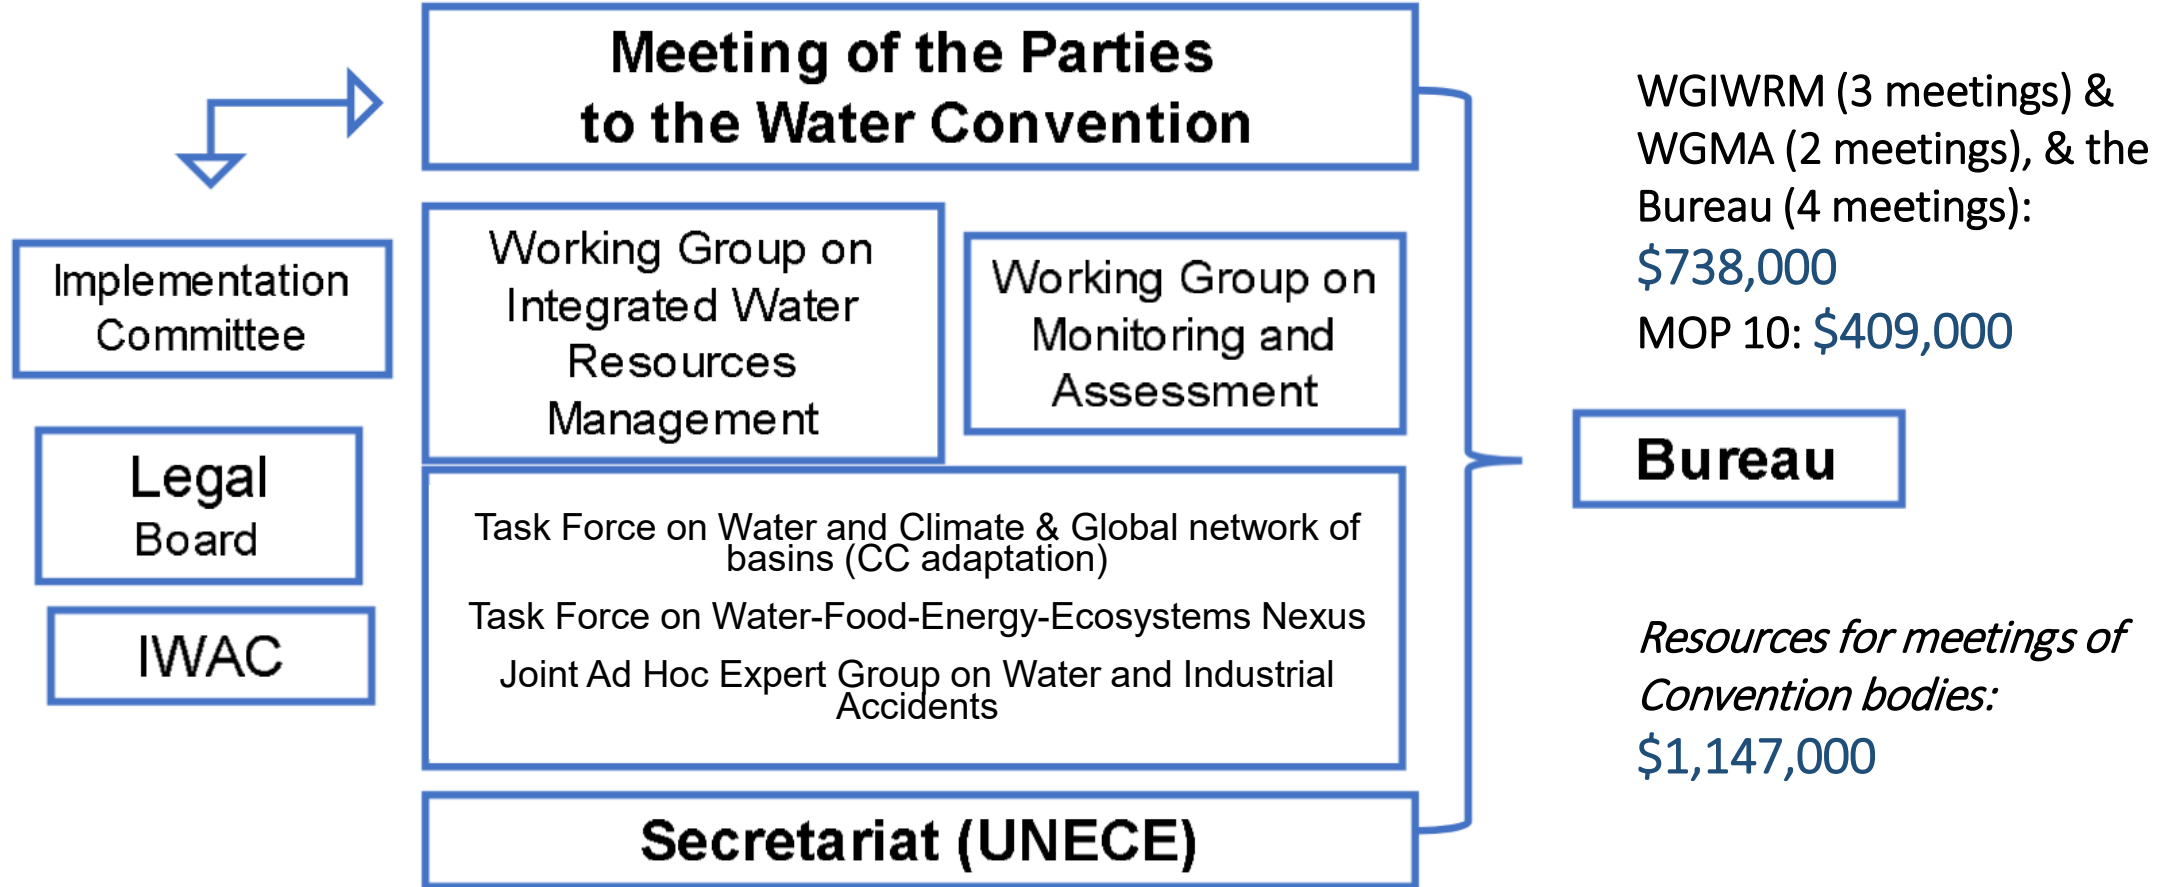 Meeting of the Parties
to the Water Convention
Implementation
Committee
Legal
Board
IWAC
Working Group on
Integrated Water
Resources
Management
Working Group on
Monitoring and
Assessment
Task Force on Water and Climate & Global network of
basins (CC adaptation)
Task Force on Water-Food-Energy-Ecosystems Nexus
Joint Ad Hoc Expert Group on Water and Industrial
Accidents
Secretariat (UNECE)
WGIWRM (3 meetings) &
WGMA (2 meetings), & the
Bureau (4 meetings):
$738,000
MOP 10: $409,000
Bureau
Resources for meetings of
Convention bodies:
$1,147,000